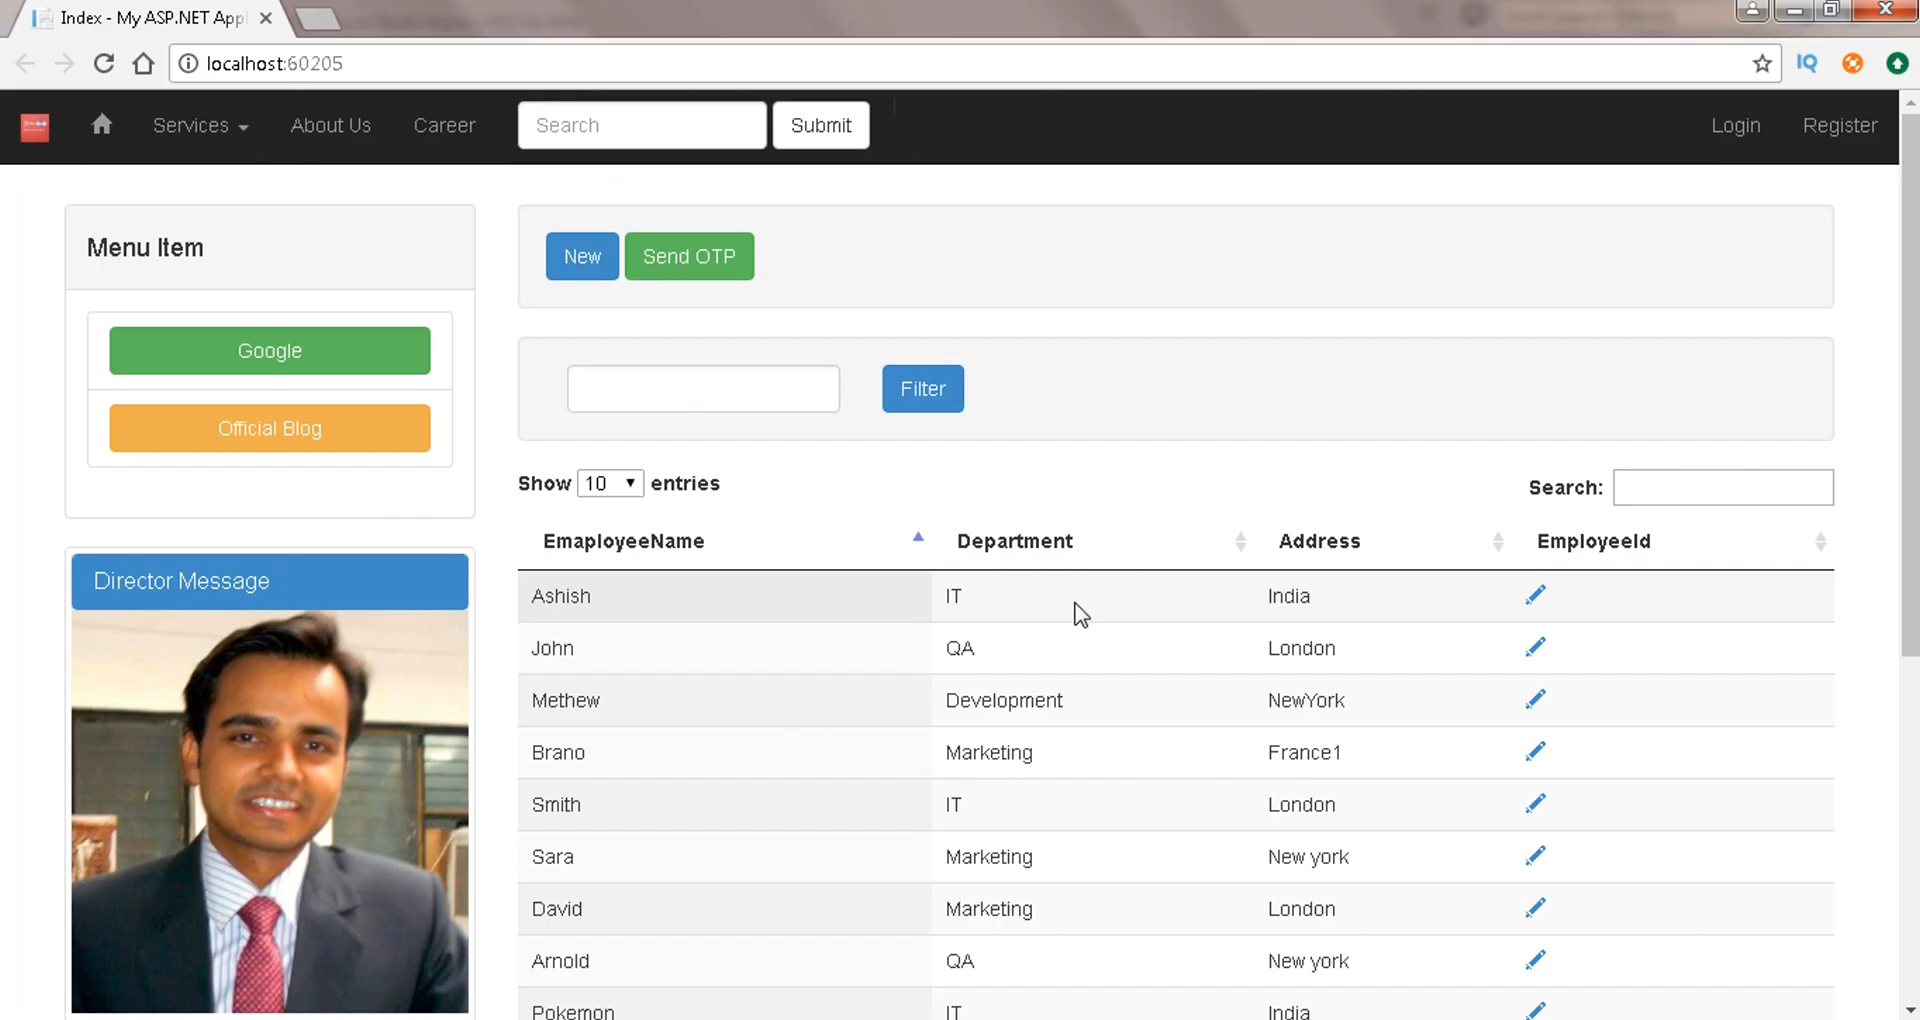 Index - My ASP.NET Appl
localhost:60205
Services About Us Career Search Submit Login Register
Menu Item
New Send OTP
Google
Filter
Official Blog
Show 10 entries Search:
EmaployeeName Department Address EmployeeId
Director Message
Ashish IT India
John QA London
Methew Development NewYork
Brano Marketing France1
Smith IT London
Sara Marketing New york
David Marketing London
Arnold QA New york
Pokemon IT India